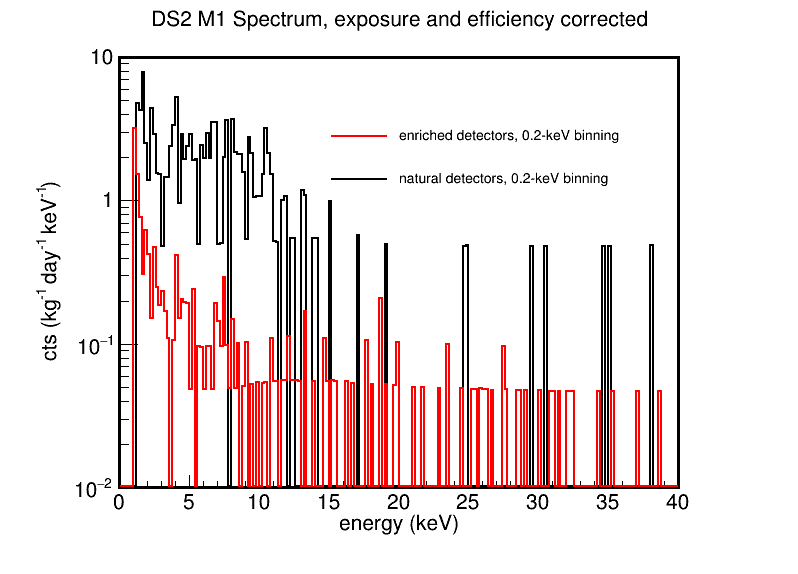 DS2 M1 Spectrum, exposure and efficiency corrected
10
enriched detectors, 0.2-keV binning
natural detectors, 0.2-keV binning
1
cts (kg⁻¹ day⁻¹ keV⁻¹)
10⁻¹
10⁻²
0 5 10 15 20 25 30 35 40
energy (keV)